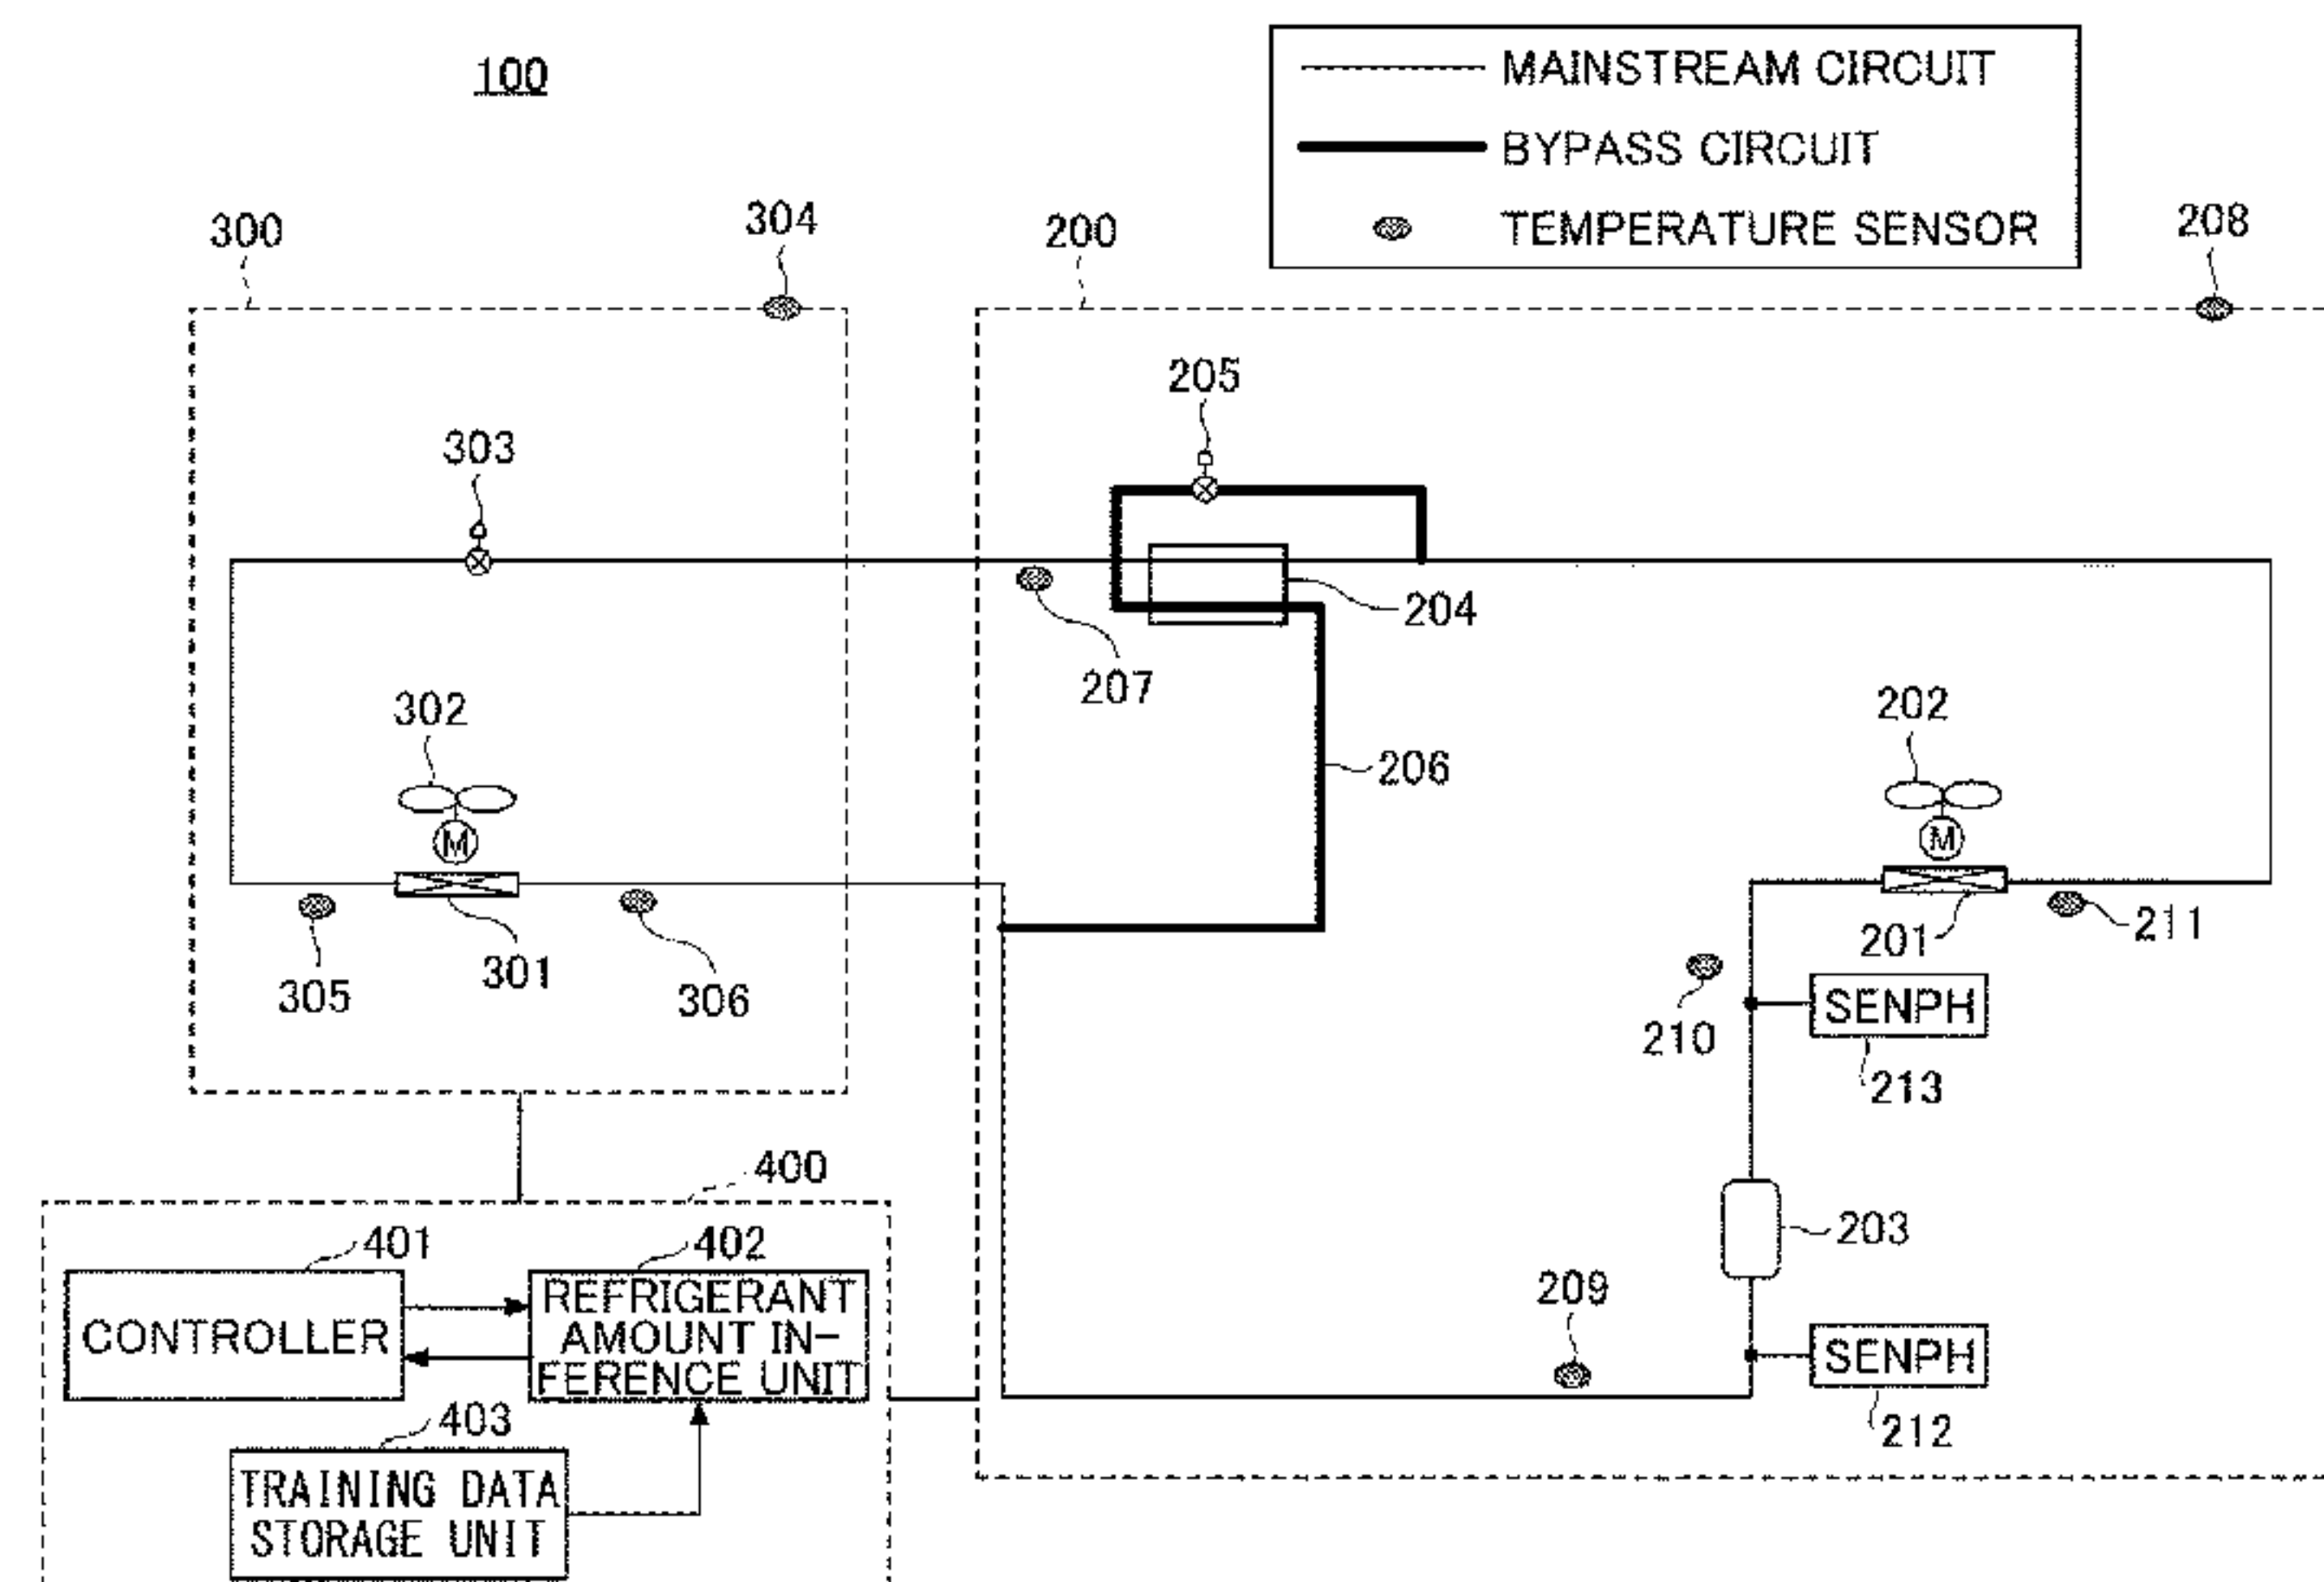 100
MAINSTREAM CIRCUIT
BYPASS CIRCUIT
TEMPERATURE SENSOR
300
304
200
208
205
303
204
207
302
202
206
M
M
305
301
306
201
211
210
SENPH
213
400
401
402
203
CONTROLLER
REFRIGERANT
AMOUNT IN-
FERENCE UNIT
209
SENPH
212
403
TRAINING DATA
STORAGE UNIT